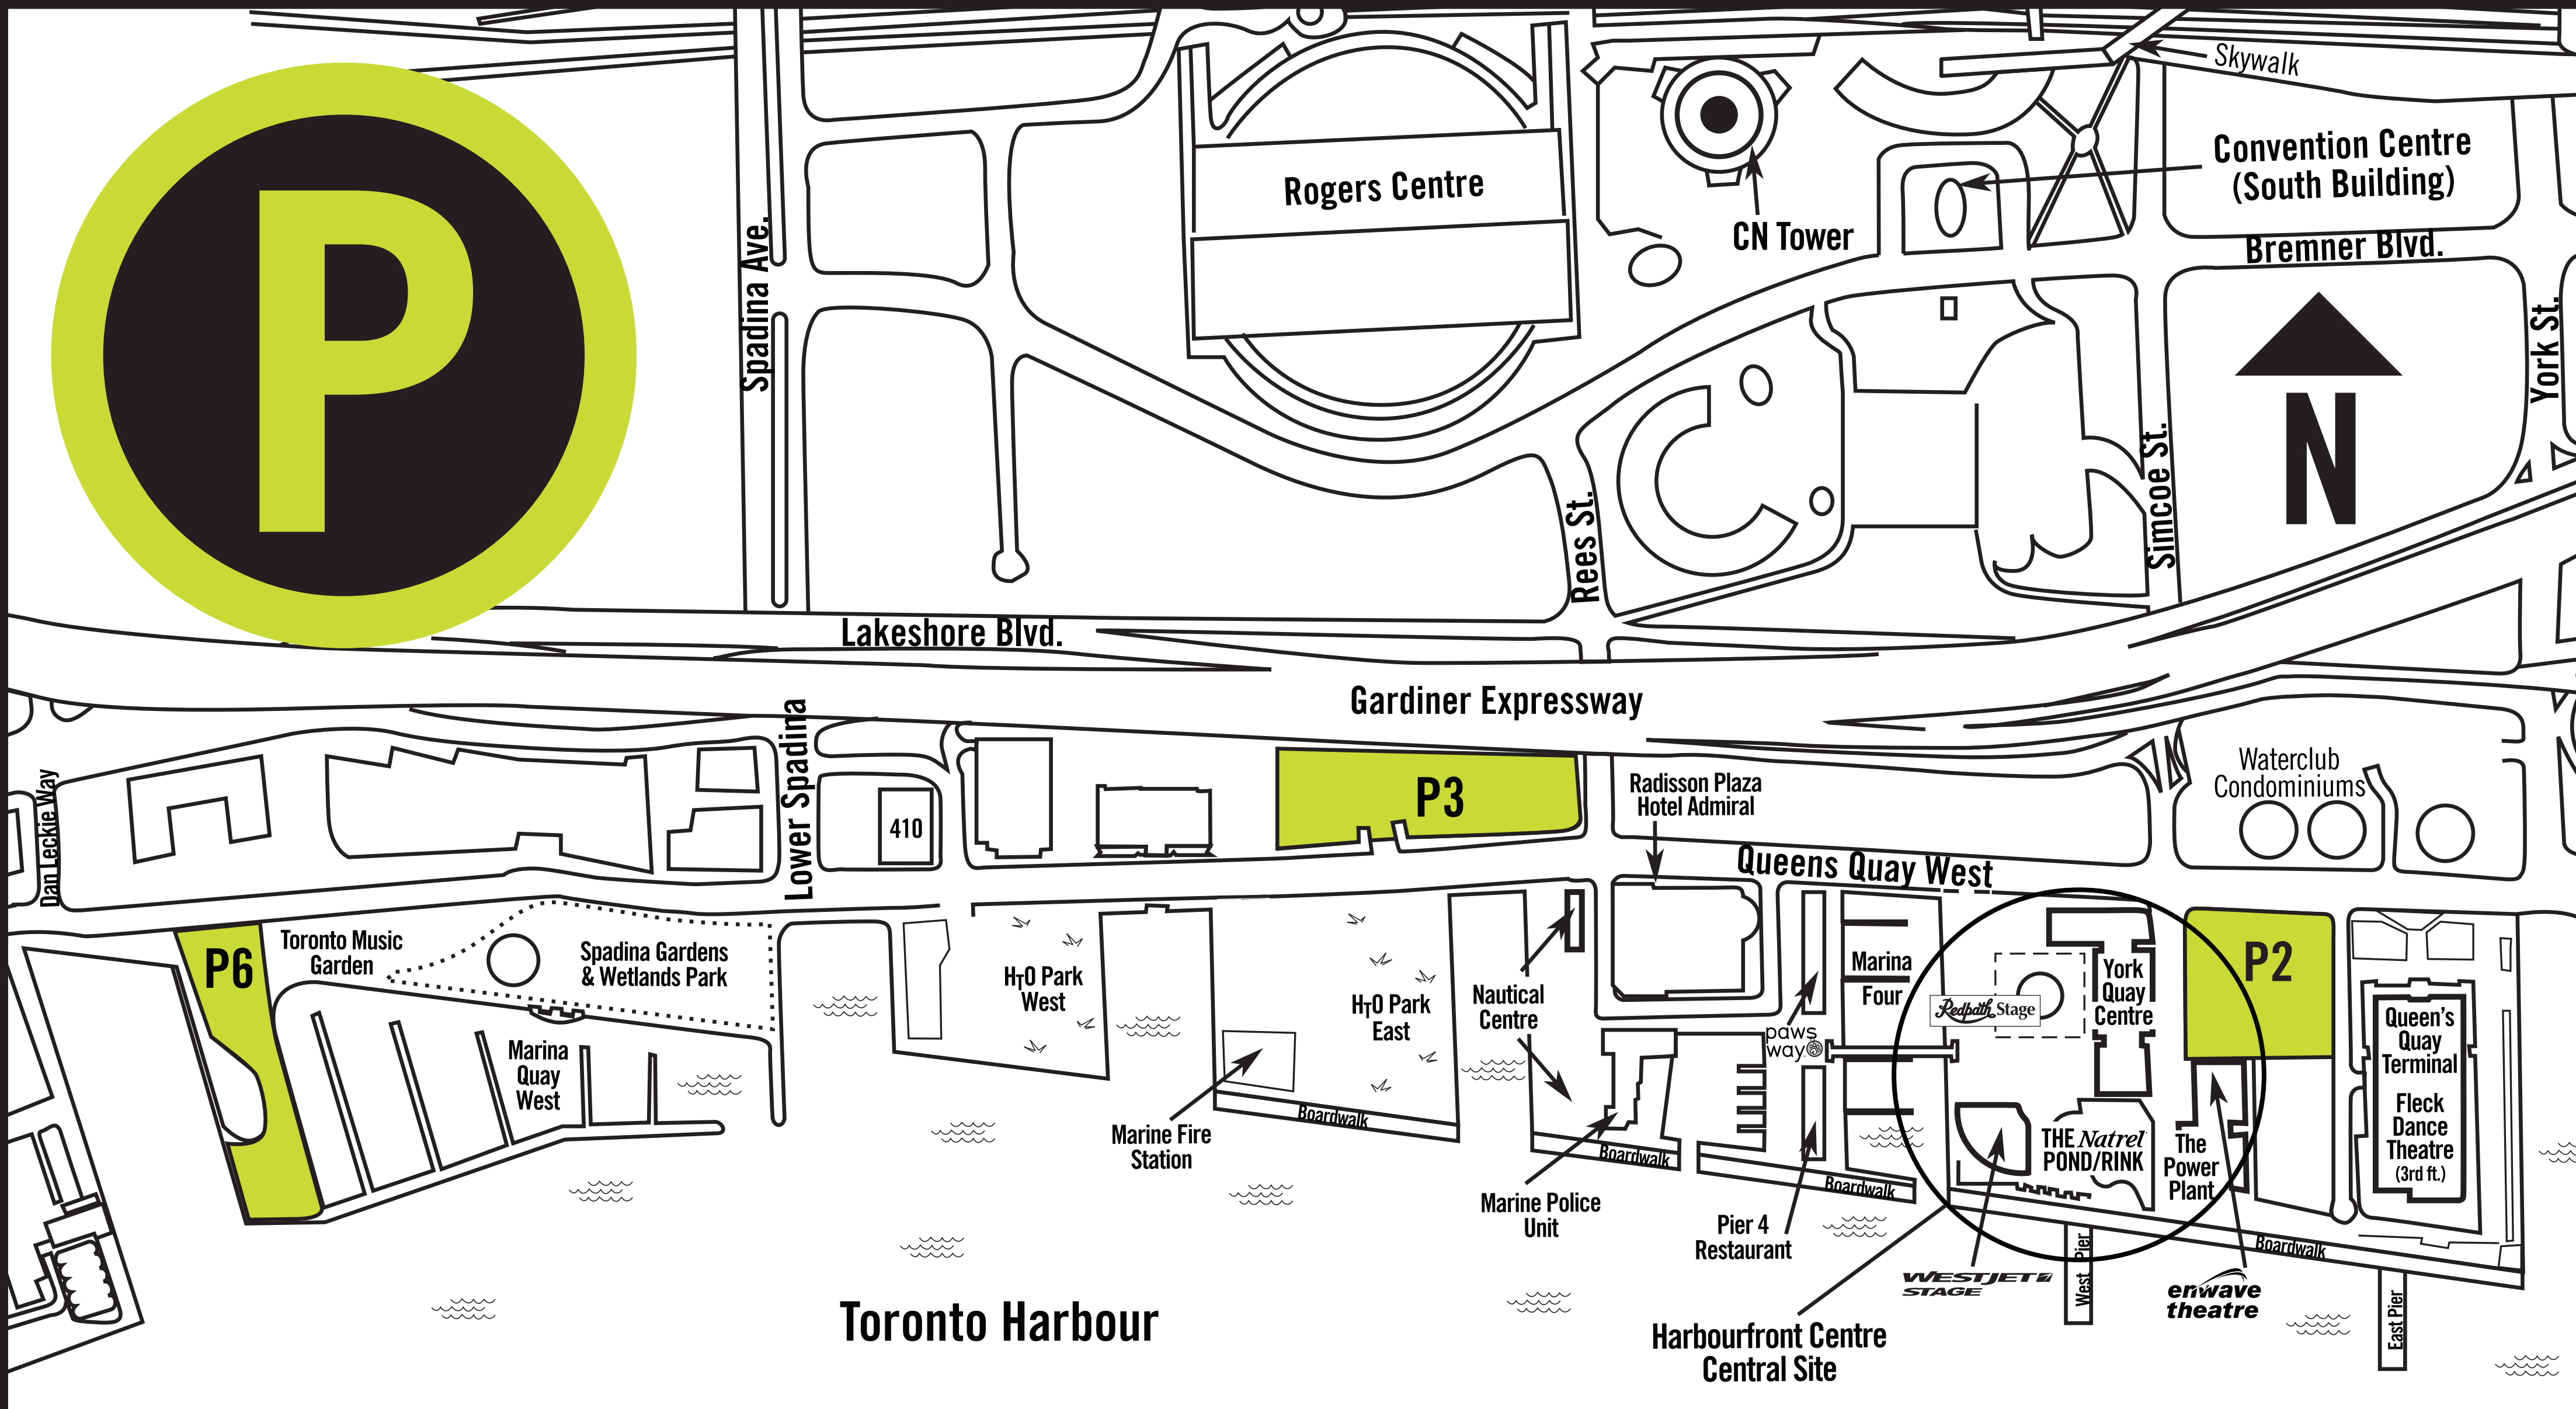 P
Skywalk
Convention Centre
(South Building)
Rogers Centre
CN Tower
Bremner Blvd.
Spadina Ave.
York St.
N
Simcoe St.
Rees St.
Lakeshore Blvd.
Gardiner Expressway
Lower Spadina
Dan Leckie Way
410
P3
Radisson Plaza
Hotel Admiral
Waterclub
Condominiums
Queens Quay West
P6
Toronto Music
Garden
Spadina Gardens
& Wetlands Park
HTO Park
West
HTO Park
East
Nautical
Centre
Marina
Four
paws
way
Redpath Stage
York
Quay
Centre
P2
Queen's
Quay
Terminal
Fleck
Dance
Theatre
(3rd ft.)
Marina
Quay
West
Marine Fire
Station
Boardwalk
Boardwalk
Boardwalk
Boardwalk
THE Natrel
POND/RINK
The
Power
Plant
Marine Police
Unit
Pier 4
Restaurant
WESTJET
STAGE
West Pier
enwave
theatre
East Pier
Toronto Harbour
Harbourfront Centre
Central Site